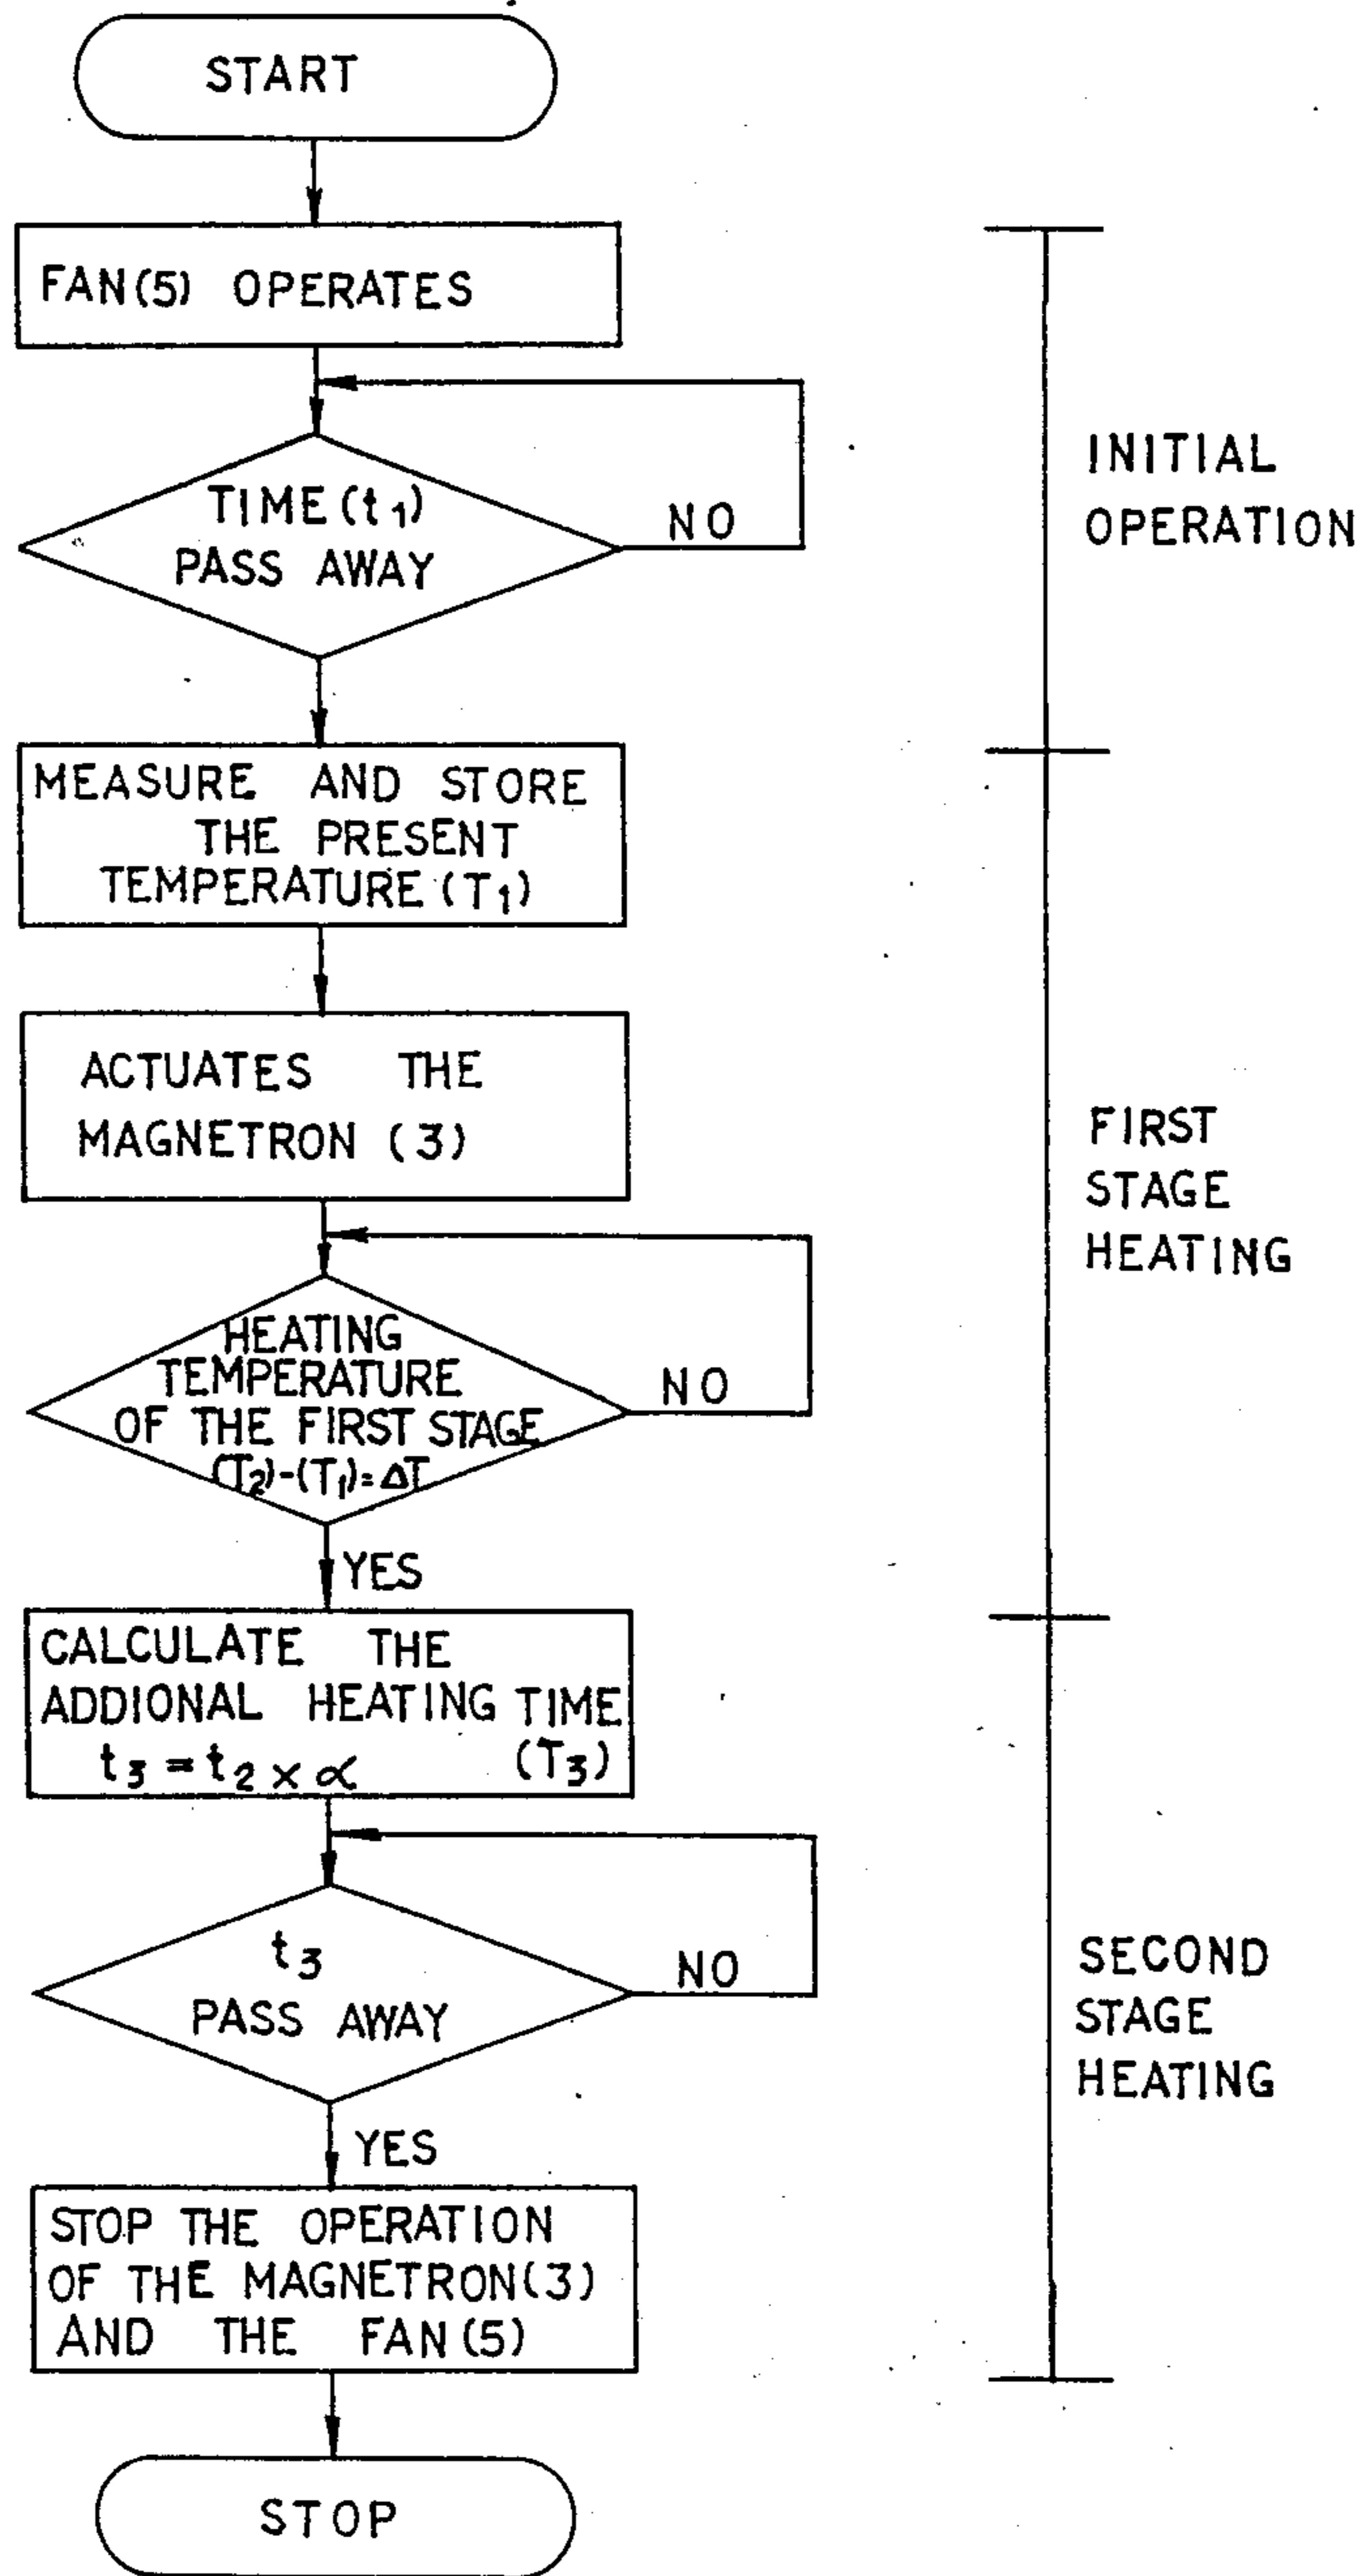 START
FAN(5) OPERATES
TIME(t1)
PASS AWAY
NO
INITIAL
OPERATION
MEASURE AND STORE
THE PRESENT
TEMPERATURE(T1)
ACTUATES THE
MAGNETRON (3)
FIRST
STAGE
HEATING
HEATING
TEMPERATURE
OF THE FIRST STAGE
(T2)-(T1)=ΔT
NO
YES
CALCULATE THE
ADDIONAL HEATING TIME
t3 = t2 × α (T3)
t3
PASS AWAY
NO
SECOND
STAGE
HEATING
YES
STOP THE OPERATION
OF THE MAGNETRON(3)
AND THE FAN(5)
STOP